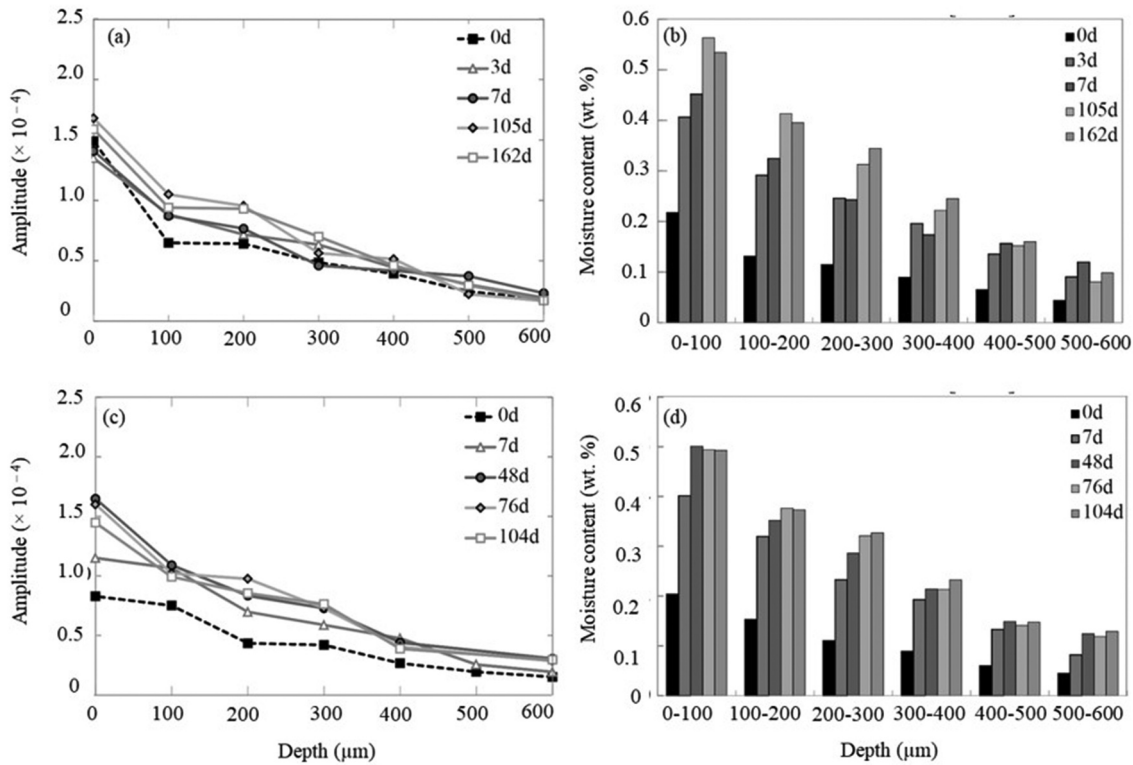 (a)
2.5
2.0
1.5
1.0
0.5
0
Amplitude (× 10 ⁻ ⁴)
0d
3d
7d
105d
162d
0 100 200 300 400 500 600
(b)
0.6
0.5
0.4
0.3
0.2
0.1
0
Moisture content (wt. %)
0d
3d
7d
105d
162d
0-100 100-200 200-300 300-400 400-500 500-600
(c)
2.5
2.0
1.5
1.0
0.5
0
Amplitude (× 10 ⁻ ⁴)
0d
7d
48d
76d
104d
0 100 200 300 400 500 600
Depth (μm)
(d)
0.6
0.5
0.4
0.3
0.2
0.1
0
Moisture content (wt. %)
0d
7d
48d
76d
104d
0-100 100-200 200-300 300-400 400-500 500-600
Depth (μm)